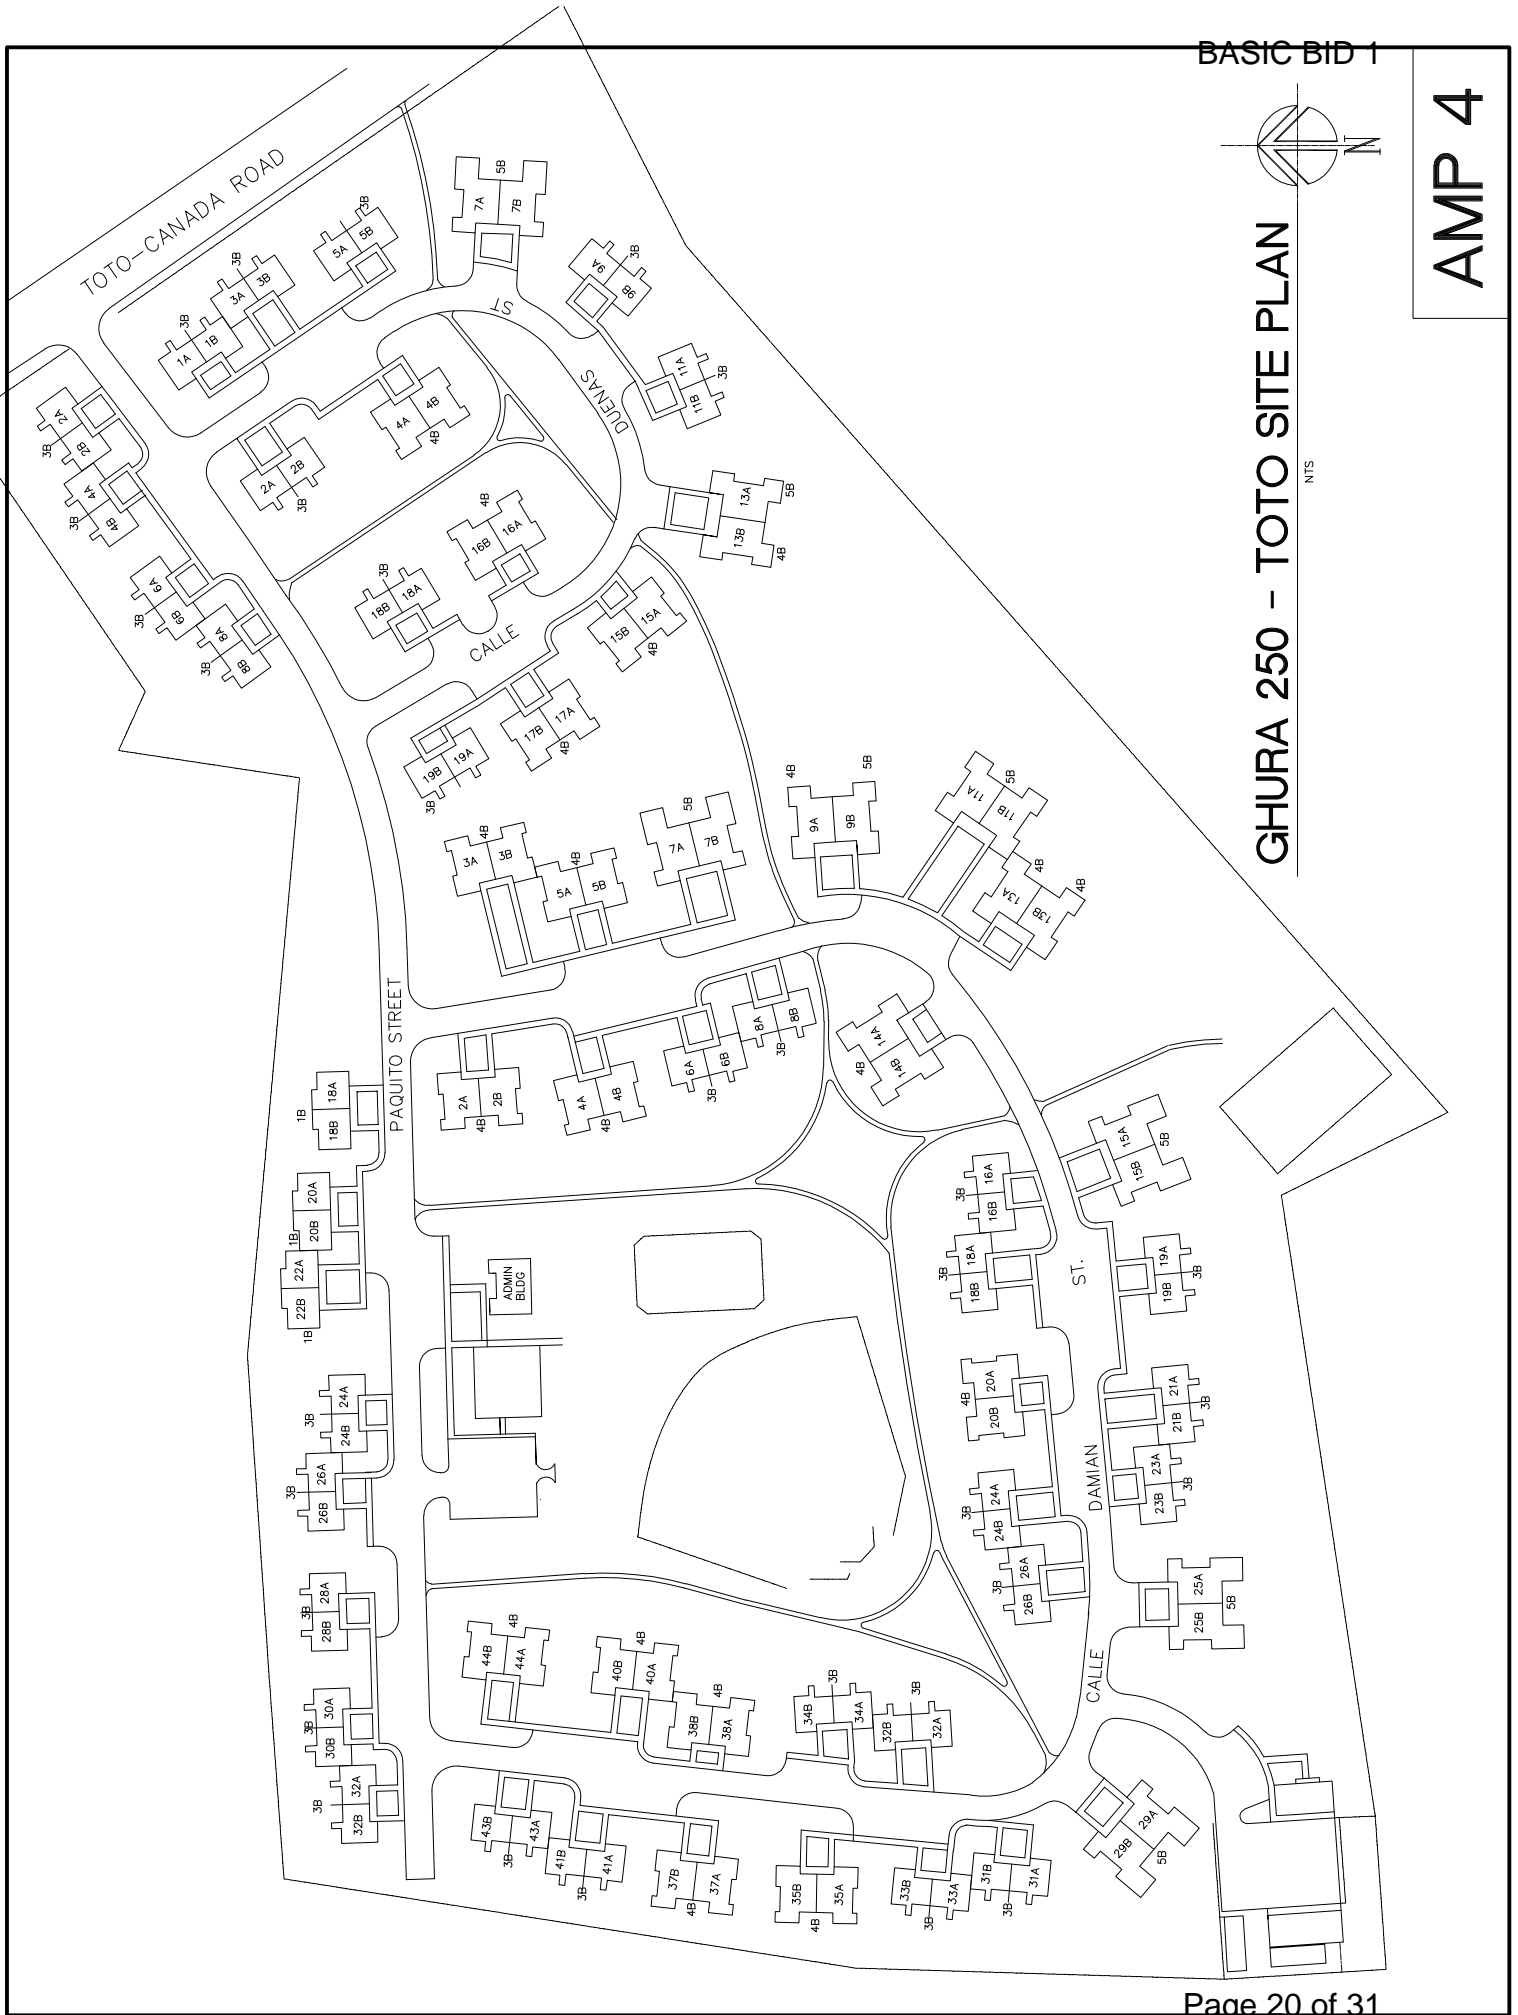 BASIC BID 1
AMP 4
GHURA 250 - TOTO SITE PLAN
NTS
N
TOTO-CANADA ROAD
1A
1B
3B
3A
3B
3B
5A
5B
3B
7A
7B
5B
9A
9B
3B
11A
11B
3B
13A
13B
5B
4B
2A
2B
3B
4A
4B
3B
6A
6B
3B
8A
8B
3B
2A
2B
3B
4A
4B
4B
ST
DUENAS
CALLE
16B
16A
4B
18B
18A
3B
15B
15A
4B
17B
17A
4B
19B
19A
3B
3A
3B
4B
5A
5B
4B
7A
7B
5B
9A
9B
4B
5B
11A
11B
5B
13A
13B
4B
4B
PAQUITO STREET
2A
2B
4B
4A
4B
4B
6A
6B
3B
8A
8B
3B
14A
14B
4B
15A
15B
5B
18A
18B
1B
20A
20B
1B
22A
22B
1B
ADMIN
BLDG
16A
16B
3B
18A
18B
3B
ST.
19A
19B
3B
20A
20B
4B
21A
21B
3B
23A
23B
3B
DAMIAN
24A
24B
3B
26A
26B
3B
24A
24B
3B
26A
26B
3B
25A
25B
5B
28A
28B
3B
30A
30B
3B
32A
32B
3B
CALLE
44B
44A
4B
40B
40A
4B
38B
38A
4B
34B
34A
3B
32B
32A
3B
43B
43A
3B
41B
41A
3B
37B
37A
4B
35B
35A
4B
33B
33A
3B
31B
31A
3B
29A
29B
5B
Page 20 of 31